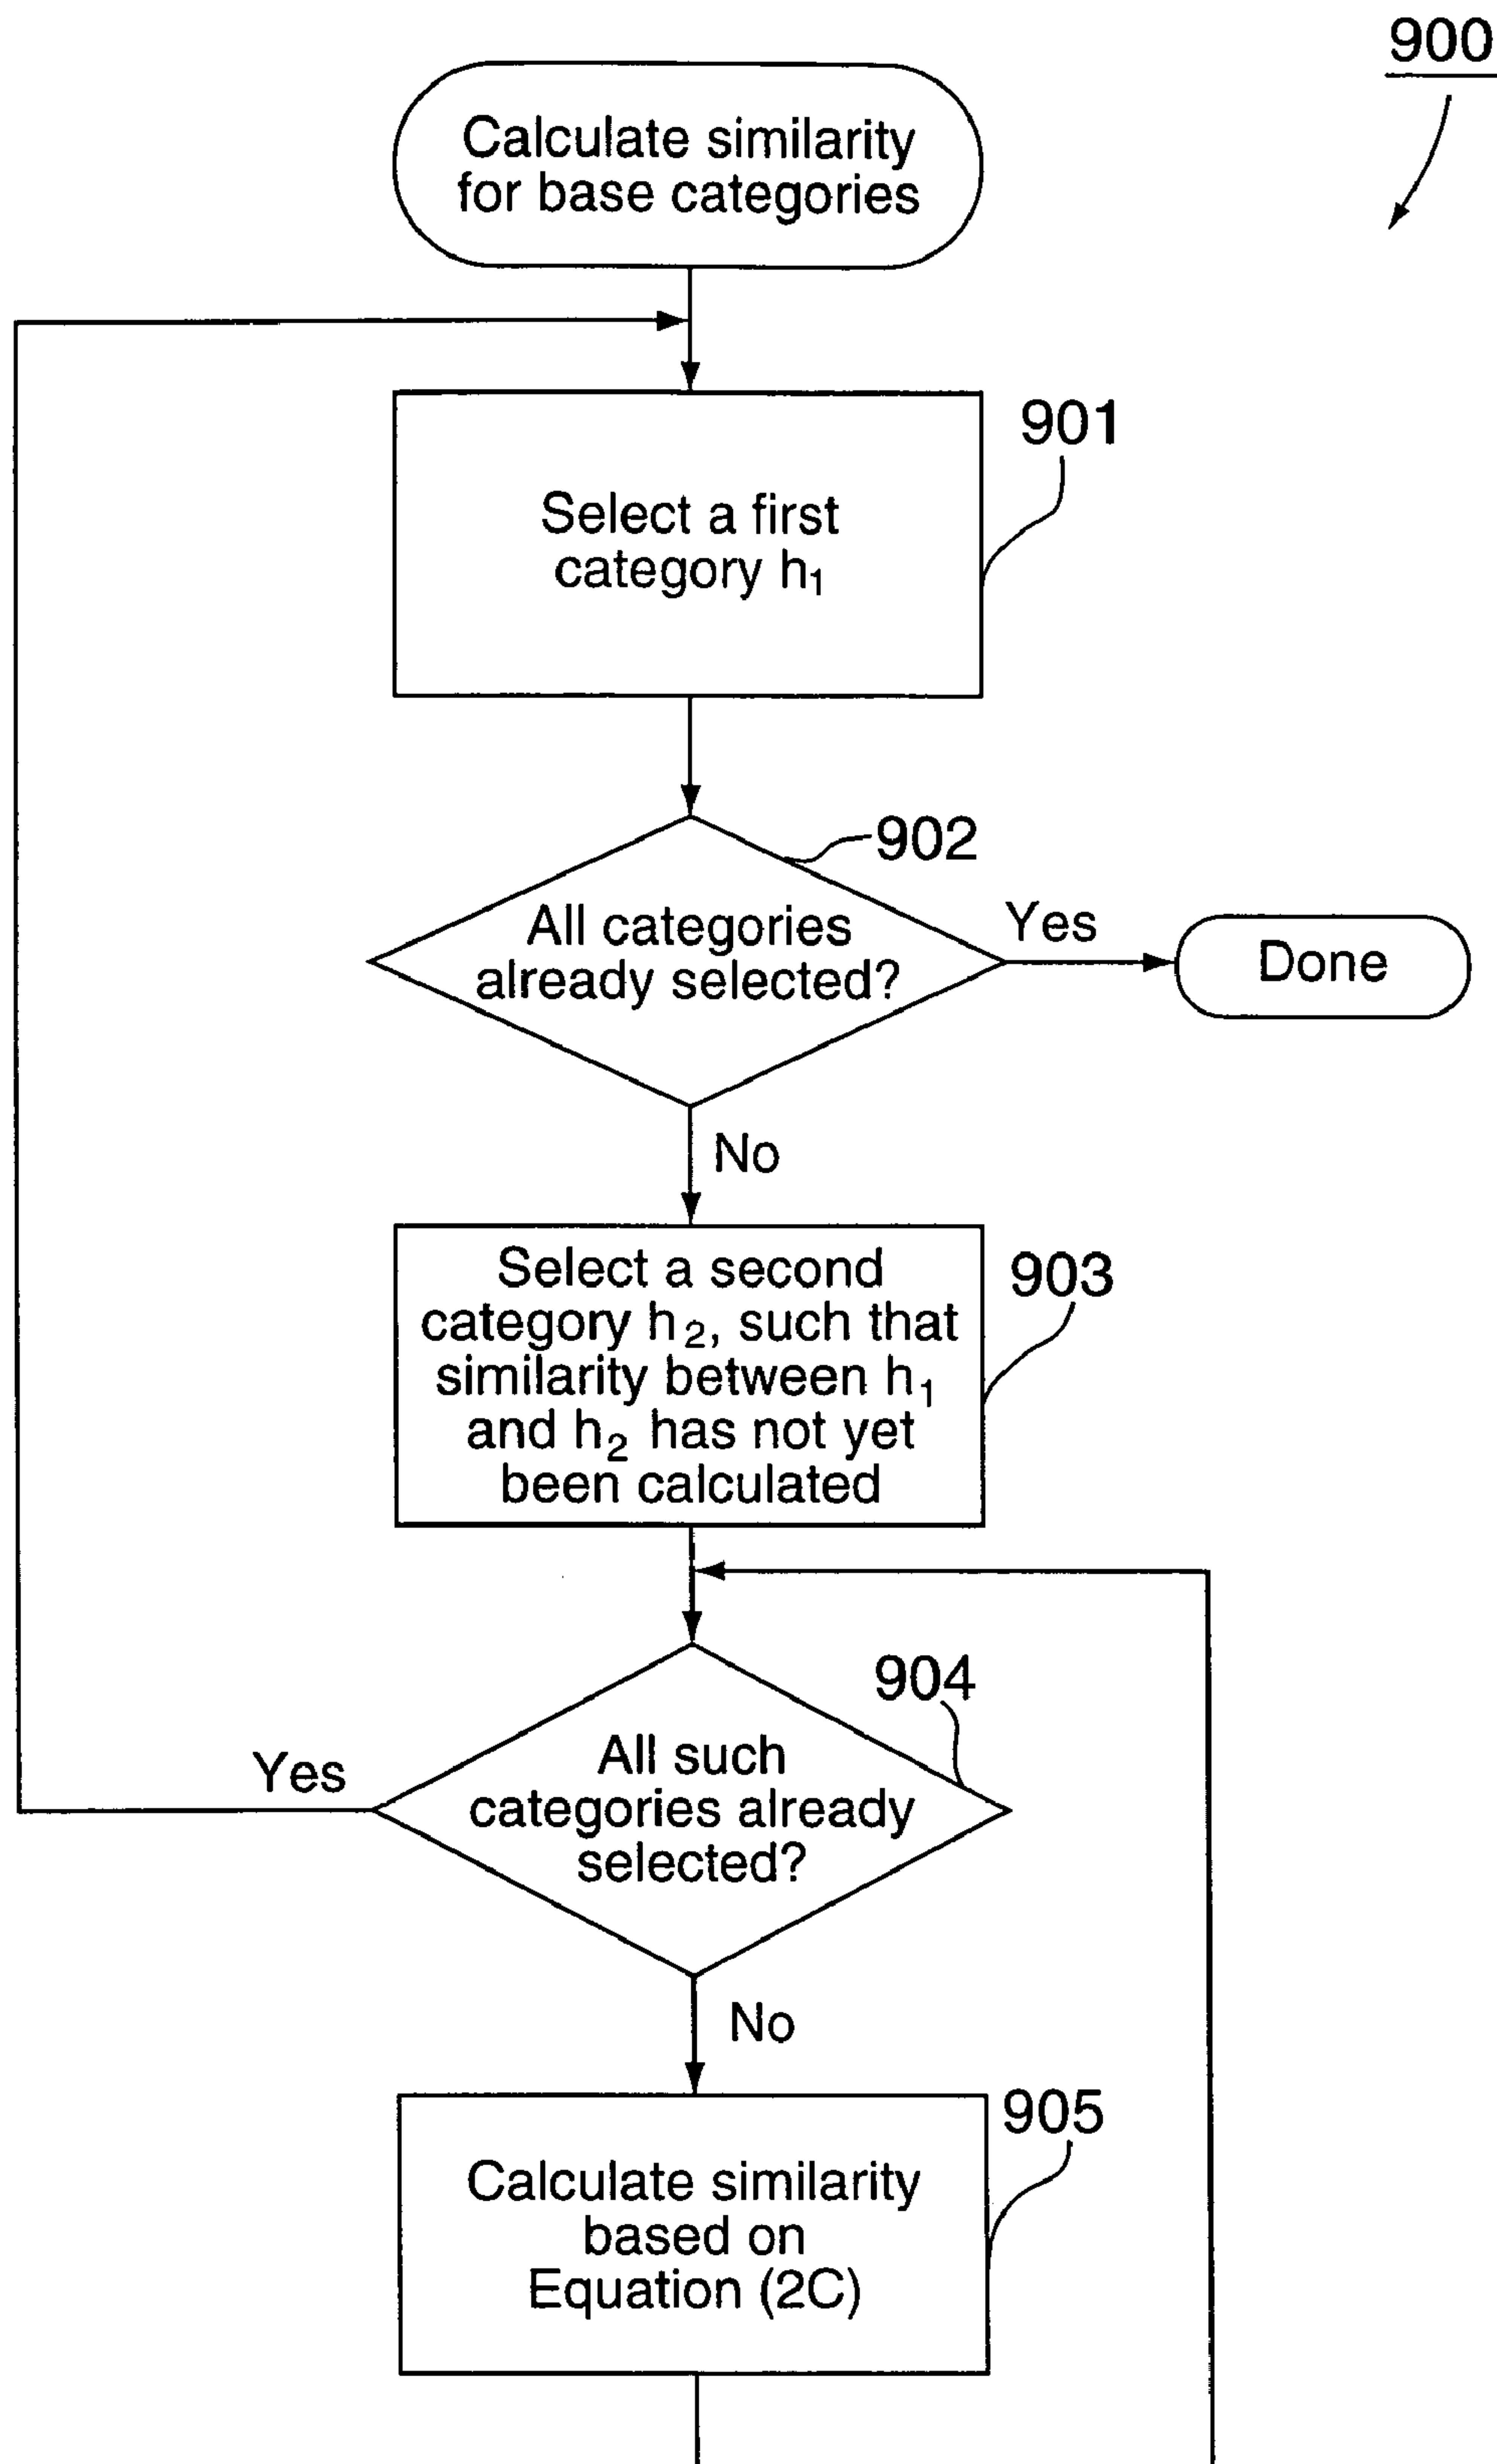 900
Calculate similarity
for base categories
901
Select a first
category h₁
902
All categories
already selected?
Yes
Done
No
903
Select a second
category h₂, such that
similarity between h₁
and h₂ has not yet
been calculated
904
All such
categories already
selected?
Yes
No
905
Calculate similarity
based on
Equation (2C)